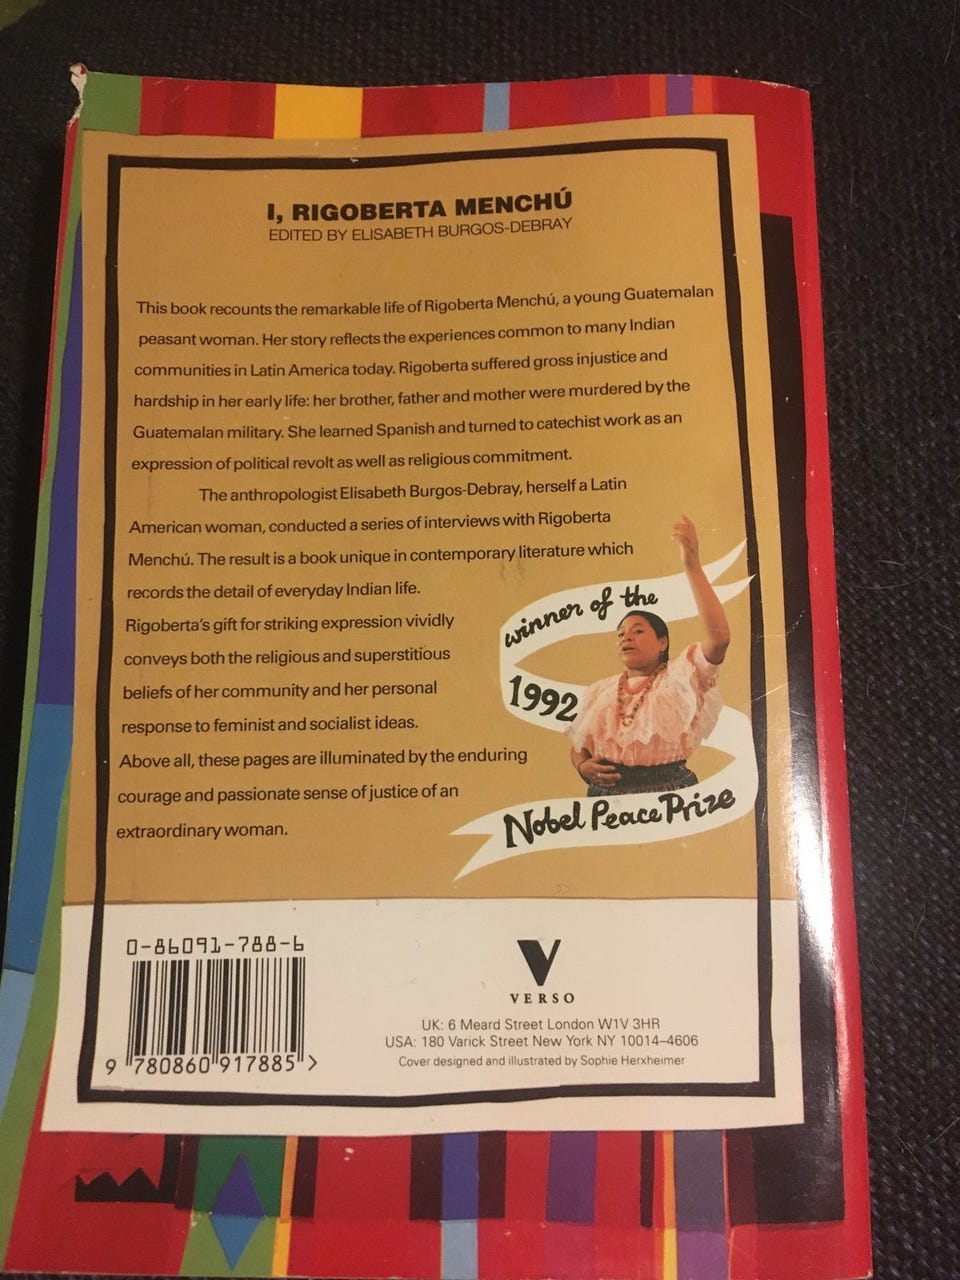 I, RIGOBERTA MENCHÚ
EDITED BY ELISABETH BURGOS-DEBRAY
This book recounts the remarkable life of Rigoberta Menchú, a young Guatemalan
peasant woman. Her story reflects the experiences common to many Indian
communities in Latin America today. Rigoberta suffered gross injustice and
hardship in her early life: her brother, father and mother were murdered by the
Guatemalan military. She learned Spanish and turned to catechist work as an
expression of political revolt as well as religious commitment.
The anthropologist Elisabeth Burgos-Debray, herself a Latin
American woman, conducted a series of interviews with Rigoberta
Menchú. The result is a book unique in contemporary literature which
records the detail of everyday Indian life.
Rigoberta's gift for striking expression vividly
conveys both the religious and superstitious
beliefs of her community and her personal
response to feminist and socialist ideas.
Above all, these pages are illuminated by the enduring
courage and passionate sense of justice of an
extraordinary woman.
winner of the
1992
Nobel Peace Prize
0-86091-788-6
9 780860 917885 >
V
VERSO
UK: 6 Meard Street London W1V 3HR
USA: 180 Varick Street New York NY 10014–4606
Cover designed and illustrated by Sophie Herxheimer